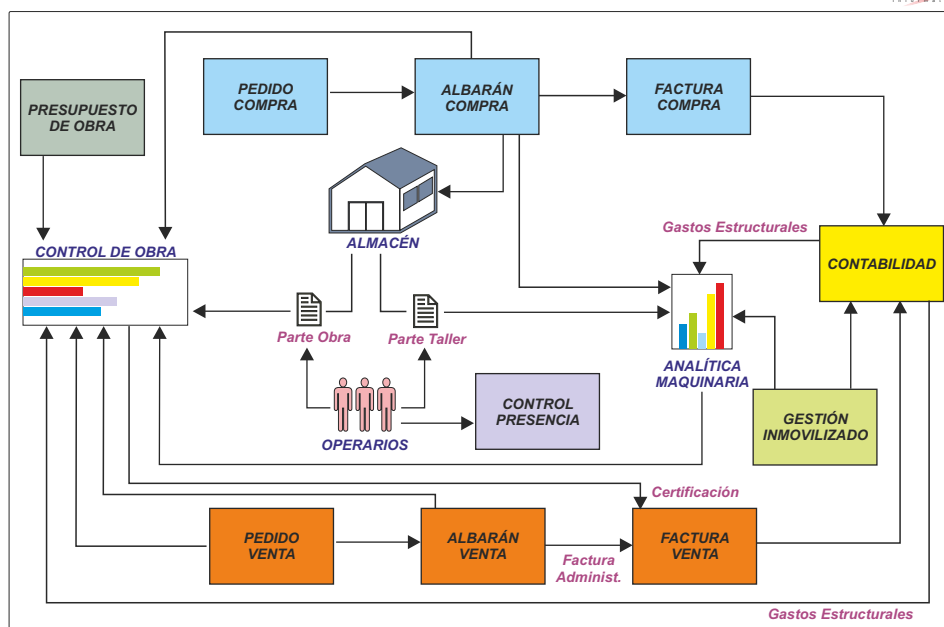 PEDIDO
COMPRA
ALBARÁN
COMPRA
FACTURA
COMPRA
PRESUPUESTO
DE OBRA
ALMACÉN
Gastos Estructurales
CONTROL DE OBRA
CONTABILIDAD
Parte Obra
Parte Taller
ANALÍTICA
MAQUINARIA
CONTROL
PRESENCIA
GESTIÓN
INMOVILIZADO
OPERARIOS
Certificación
PEDIDO
VENTA
ALBARÁN
VENTA
FACTURA
VENTA
Factura
Administ.
Gastos Estructurales